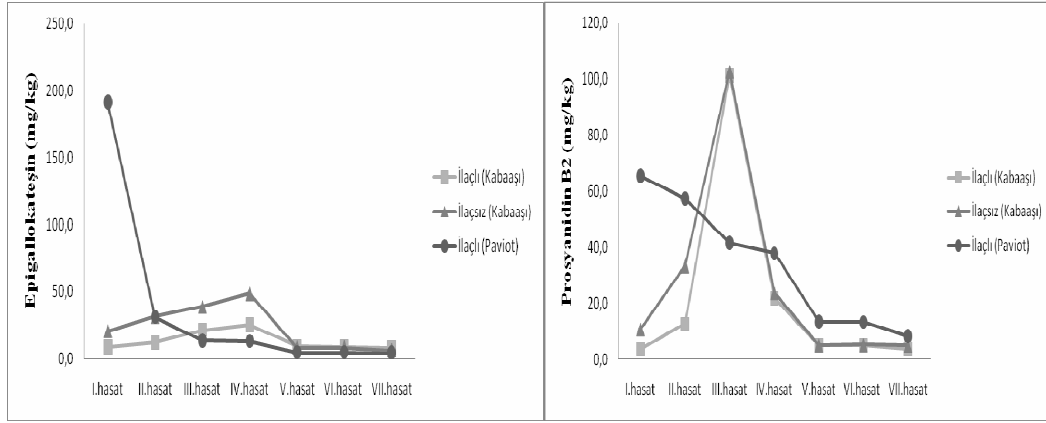 Epigallokateşin (mg/kg)
250,0
200,0
150,0
100,0
50,0
0,0
I.hasat II.hasat III.hasat IV.hasat V.hasat VI.hasat VII.hasat
İlaçlı (Kabaaşı)
İlaçsız (Kabaaşı)
İlaçlı (Paviot)
Prosyanidin B2 (mg/kg)
120,0
100,0
80,0
60,0
40,0
20,0
0,0
I.hasat II.hasat III.hasat IV.hasat V.hasat VI.hasat VII.hasat
İlaçlı (Kabaaşı)
İlaçsız (Kabaaşı)
İlaçlı (Paviot)